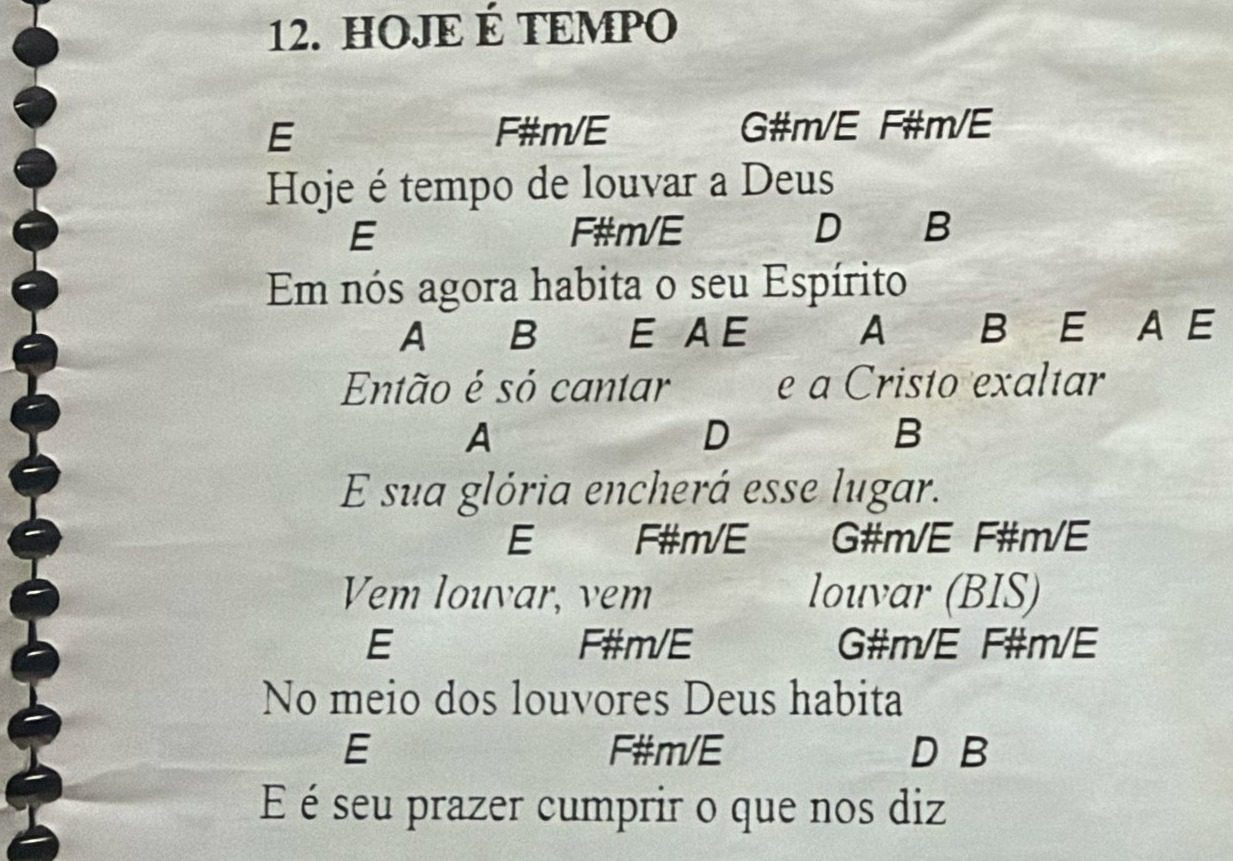 12. HOJE É TEMPO
E F#m/E G#m/E F#m/E
Hoje é tempo de louvar a Deus
E F#m/E D B
Em nós agora habita o seu Espírito
A B E A E A B E A E
Então é só cantar e a Cristo exaltar
A D B
E sua glória encherá esse lugar.
E F#m/E G#m/E F#m/E
Vem louvar, vem louvar (BIS)
E F#m/E G#m/E F#m/E
No meio dos louvores Deus habita
E F#m/E D B
E é seu prazer cumprir o que nos diz